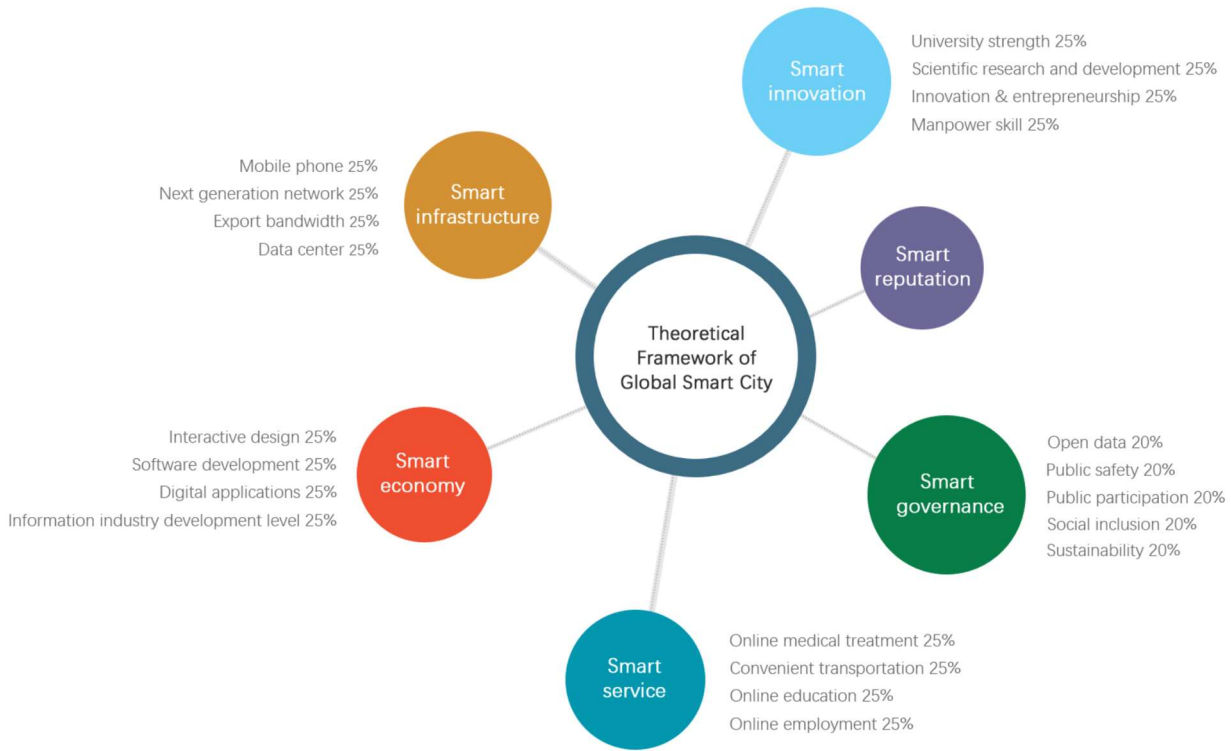 Smart
innovation
University strength 25%
Scientific research and development 25%
Innovation & entrepreneurship 25%
Manpower skill 25%
Mobile phone 25%
Next generation network 25%
Export bandwidth 25%
Data center 25%
Smart
infrastructure
Smart
reputation
Theoretical
Framework of
Global Smart City
Interactive design 25%
Software development 25%
Digital applications 25%
Information industry development level 25%
Smart
economy
Smart
governance
Open data 20%
Public safety 20%
Public participation 20%
Social inclusion 20%
Sustainability 20%
Smart
service
Online medical treatment 25%
Convenient transportation 25%
Online education 25%
Online employment 25%